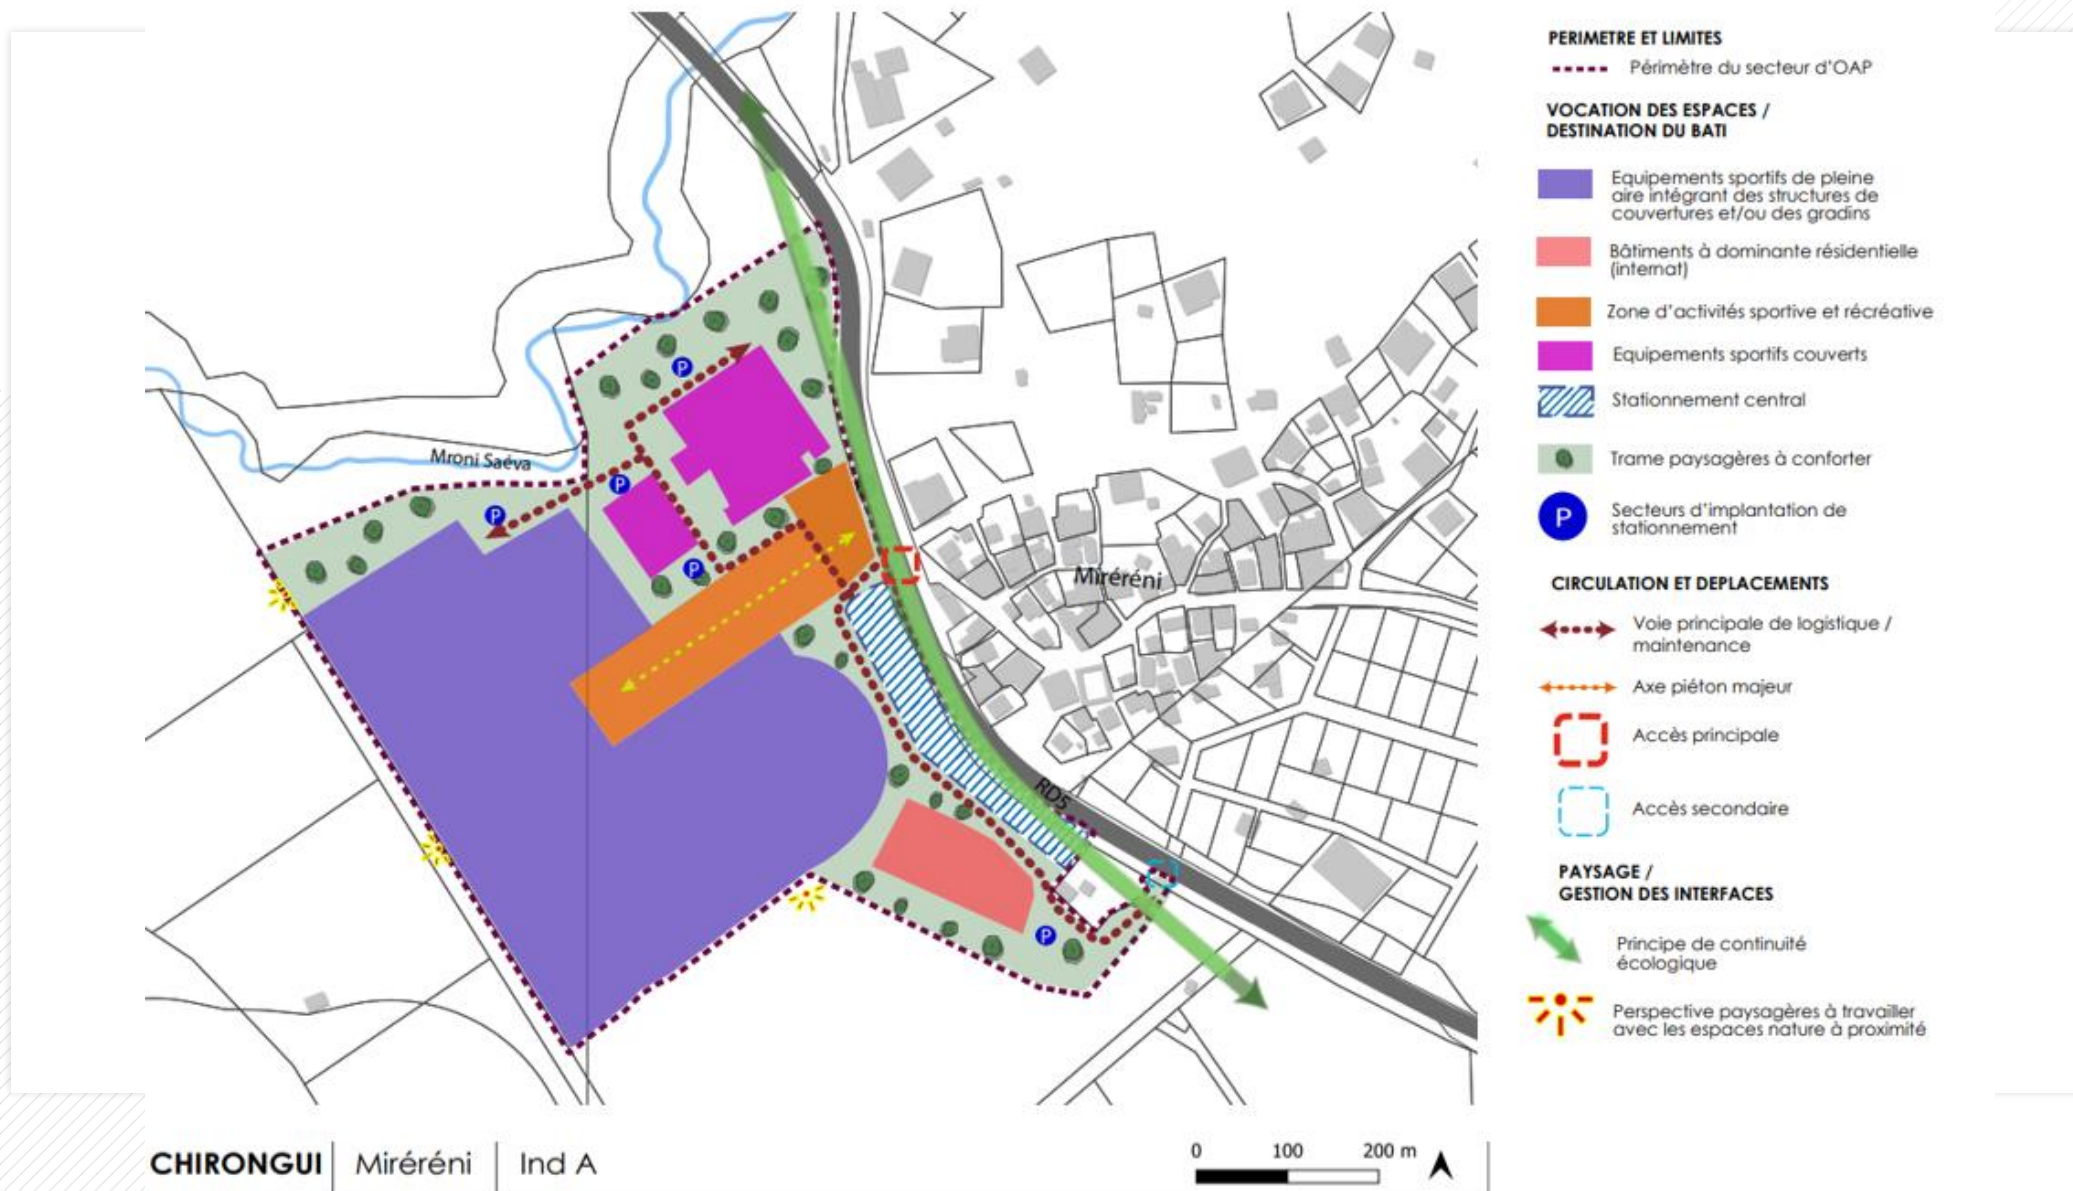 PERIMETRE ET LIMITES
Périmètre du secteur d'OAP
VOCATION DES ESPACES /
DESTINATION DU BATI
Equipements sportifs de pleine
aire intégrant des structures de
couvertures et/ou des gradins
Bâtiments à dominante résidentielle
(internat)
Zone d'activités sportive et récréative
Equipements sportifs couverts
Stationnement central
Trame paysagères à conforter
P
Secteurs d'implantation de
stationnement
CIRCULATION ET DEPLACEMENTS
Voie principale de logistique /
maintenance
Axe piéton majeur
Accès principale
Accès secondaire
PAYSAGE /
GESTION DES INTERFACES
Principe de continuité
écologique
Perspective paysagères à travailler
avec les espaces nature à proximité
P
Mroni Saéva
P
P
P
Miréréni
RD5
P
CHIRONGUI
Miréréni
Ind A
0 100 200 m